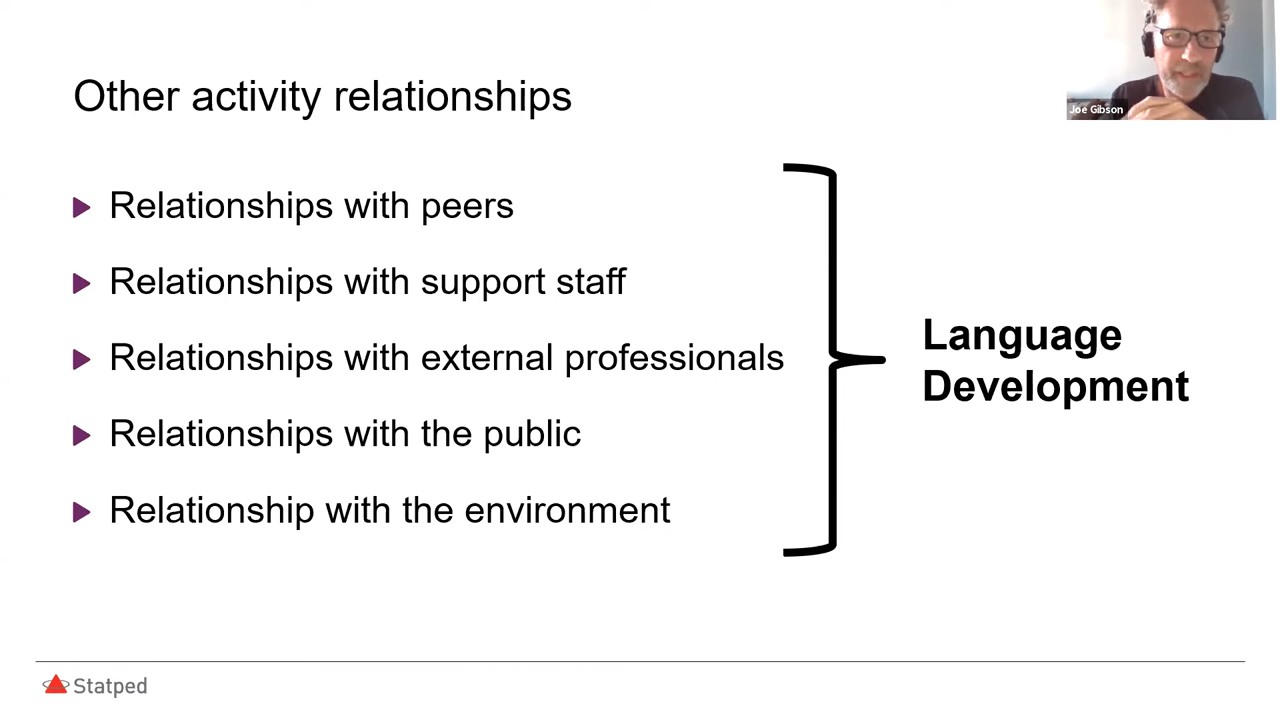 Other activity relationships
Joe Gibson
Relationships with peers
Relationships with support staff
Relationships with external professionals
Relationships with the public
Relationship with the environment
Language
Development
Statped